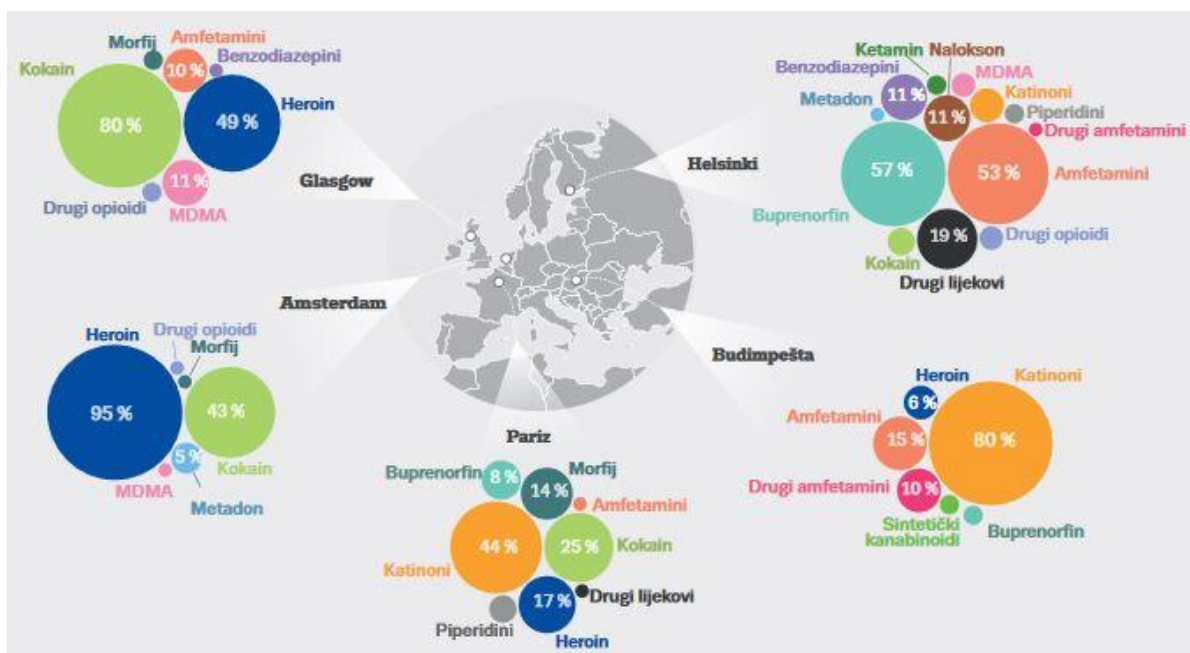 Morfij
Amfetamini
Kokain
10 %
Benzodiazepini
Heroin
80 %
49 %
11 %
Drugi opioidi
MDMA
Glasgow
Ketamin
Nalokson
Benzodiazepini
MDMA
11 %
Katinoni
Metadon
11 %
Piperidini
Drugi amfetamini
Helsinki
57 %
53 %
Amfetamini
Buprenorfin
19 %
Drugi opioidi
Kokain
Drugi lijekovi
Amsterdam
Heroin
Drugi opioidi
Morfij
95 %
43 %
5 %
Kokain
MDMA
Metadon
Budimpešta
Heroin
Katinoni
6 %
Amfetamini
15 %
80 %
Drugi amfetamini
10 %
Sintetički
kanabinoidi
Buprenorfin
Pariz
Buprenorfin
8 %
Morfij
14 %
Amfetamini
44 %
25 %
Kokain
Katinoni
17 %
Drugi lijekovi
Piperidini
Heroin